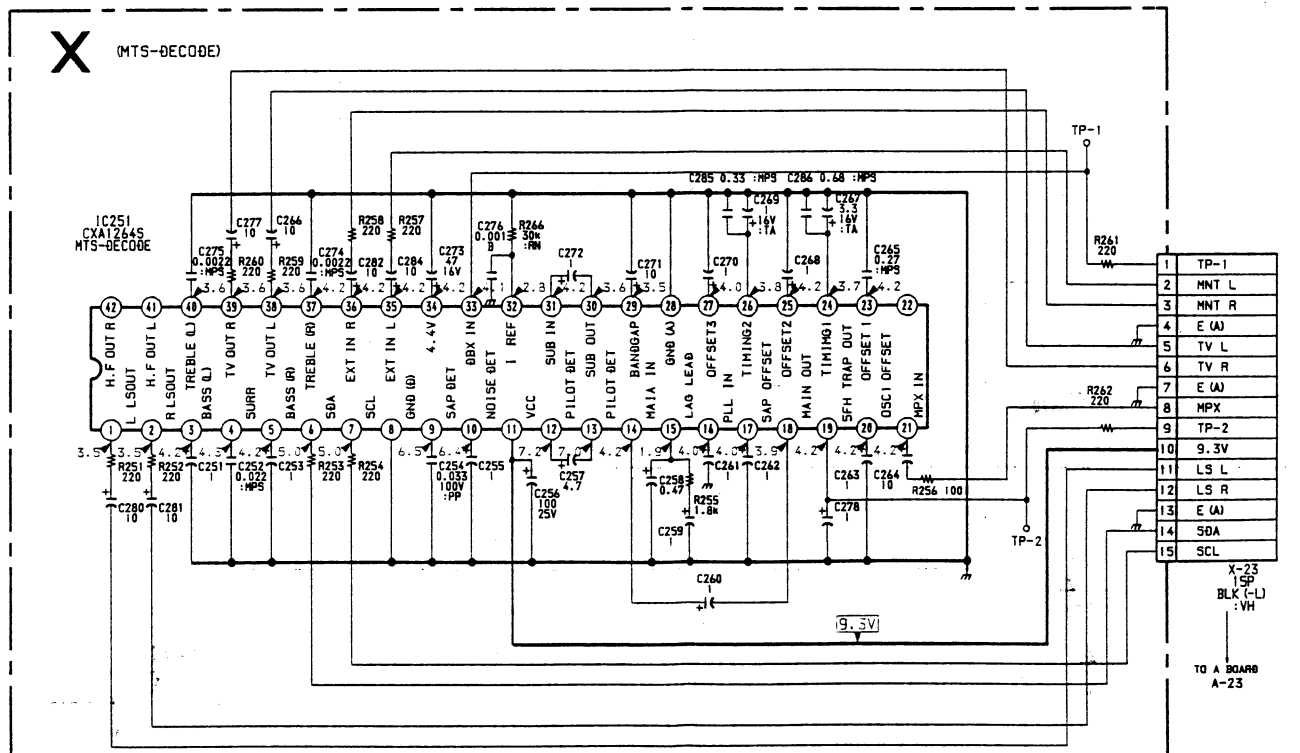 X (MTS-DECODE)
TP-1
C285 0.33 :MPS
C286 0.68 :MPS
IC251
CXA1264S
MTS-DECODE
C275
0.0022
:MPS
C277
10
R260
220
C266
10
R259
220
C274
0.0022
:MPS
R258
220
C282
10
R257
220
C284
10
C273
47
16V
C276
0.001
B
R266
30k
:RN
C272
1
C271
10
C270
1
C269
1
16V
:TA
C268
1
C267
3.3
16V
:TA
C265
0.27
:MPS
R261
220
3.6 3.6 3.6 4.2 4.2 4.2 4.2 4.1 2.8 4.2 3.6 3.5 4.0 3.8 4.2 3.7 4.2
42 41 40 39 38 37 36 35 34 33 32 31 30 29 28 27 26 25 24 23 22
H.F OUT R
H.F OUT L
TREBLE (L)
TV OUT R
TV OUT L
TREBLE (R)
EXT IN R
EXT IN L
4.4V
DBX IN
I REF
SUB IN
SUB OUT
BANDGAP
GND (A)
OFFSET3
TIMING2
OFFSET2
TIMIMG1
OFFSET 1
L LSOUT
R LSOUT
BASS (L)
SURR
BASS (R)
SDA
SCL
GND (D)
SAP DET
NOISE DET
VCC
PILOT DET
PILOT DET
MAIA IN
LAG LEAD
PLL IN
SAP OFFSET
MAIN OUT
SFH TRAP OUT
OSCI OFFSET
MPX IN
1 2 3 4 5 6 7 8 9 10 11 12 13 14 15 16 17 18 19 20 21
3.5 3.5 4.2 4.3 4.2 5.0 5.0 6.5 6.4 7.2 4.2 1.9 4.0 4.0 3.9 4.2 4.2 4.2
R251
220
R252
220
C251
1
C252
0.022
:MPS
C253
1
R253
220
R254
220
C254
0.033
100V
:PP
C255
1
C256
100
25V
C257
4.7
C258
0.47
R255
1.8k
C259
1
C261
1
C262
1
C263
1
C264
10
C278
1
R256 100
C280
10
C281
10
C260
1
R262
220
TP-2
9.3V
1 TP-1
2 MNT L
3 MNT R
4 E (A)
5 TV L
6 TV R
7 E (A)
8 MPX
9 TP-2
10 9.3V
11 LS L
12 LS R
13 E (A)
14 SDA
15 SCL
X-23
15P
BLK (-L)
:VH
TO A BOARD
A-23